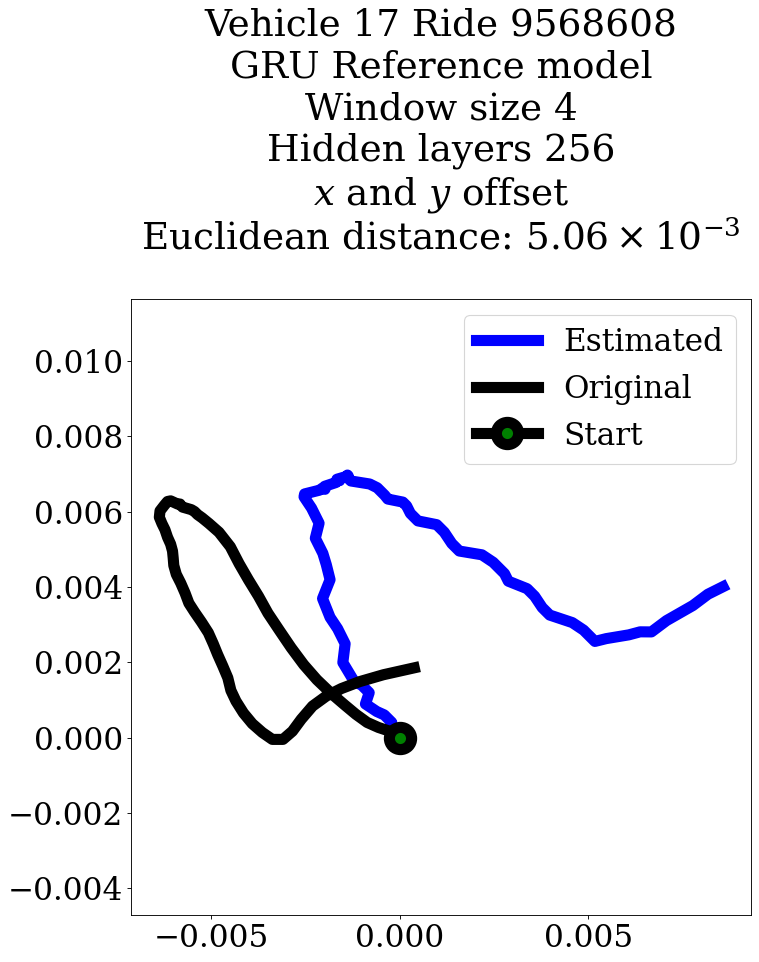 Vehicle 17 Ride 9568608
GRU Reference model
Window size 4
Hidden layers 256
x and y offset
Euclidean distance: 5.06 × 10⁻³
Estimated
Original
Start
0.010
0.008
0.006
0.004
0.002
0.000
−0.002
−0.004
−0.005 0.000 0.005